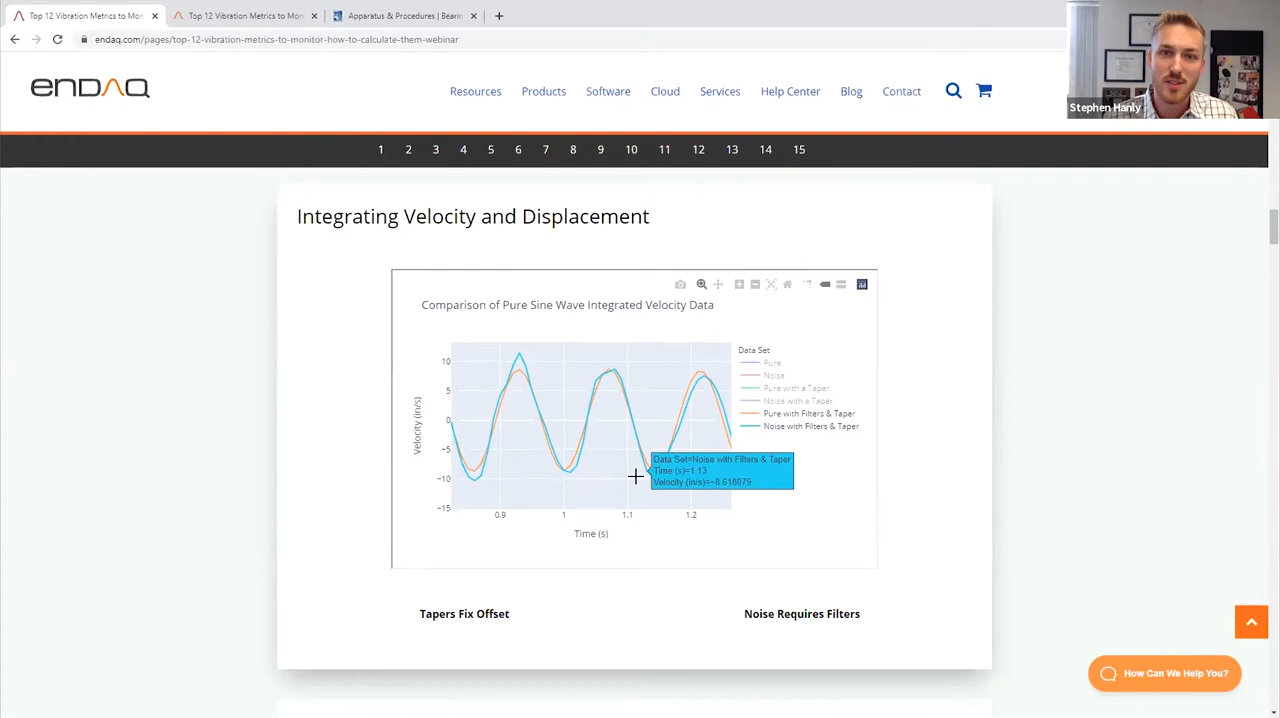 Top 12 Vibration Metrics to Mon
Top 12 Vibration Metrics to Mon
Apparatus & Procedures | Bearin
endaq.com/pages/top-12-vibration-metrics-to-monitor-how-to-calculate-them-webinar
enDAQ
Resources Products Software Cloud Services Help Center Blog Contact
Stephen Hanly
1 2 3 4 5 6 7 8 9 10 11 12 13 14 15
Integrating Velocity and Displacement
Comparison of Pure Sine Wave Integrated Velocity Data
Data Set
Pure
Noise
Pure with a Taper
Noise with a Taper
Pure with Filters & Taper
Noise with Filters & Taper
Velocity (in/s)
10
5
0
−5
−10
−15
Data Set=Noise with Filters & Taper
Time (s)=1.13
Velocity (in/s)=−8.618079
0.9 1 1.1 1.2
Time (s)
Tapers Fix Offset Noise Requires Filters
How Can We Help You?